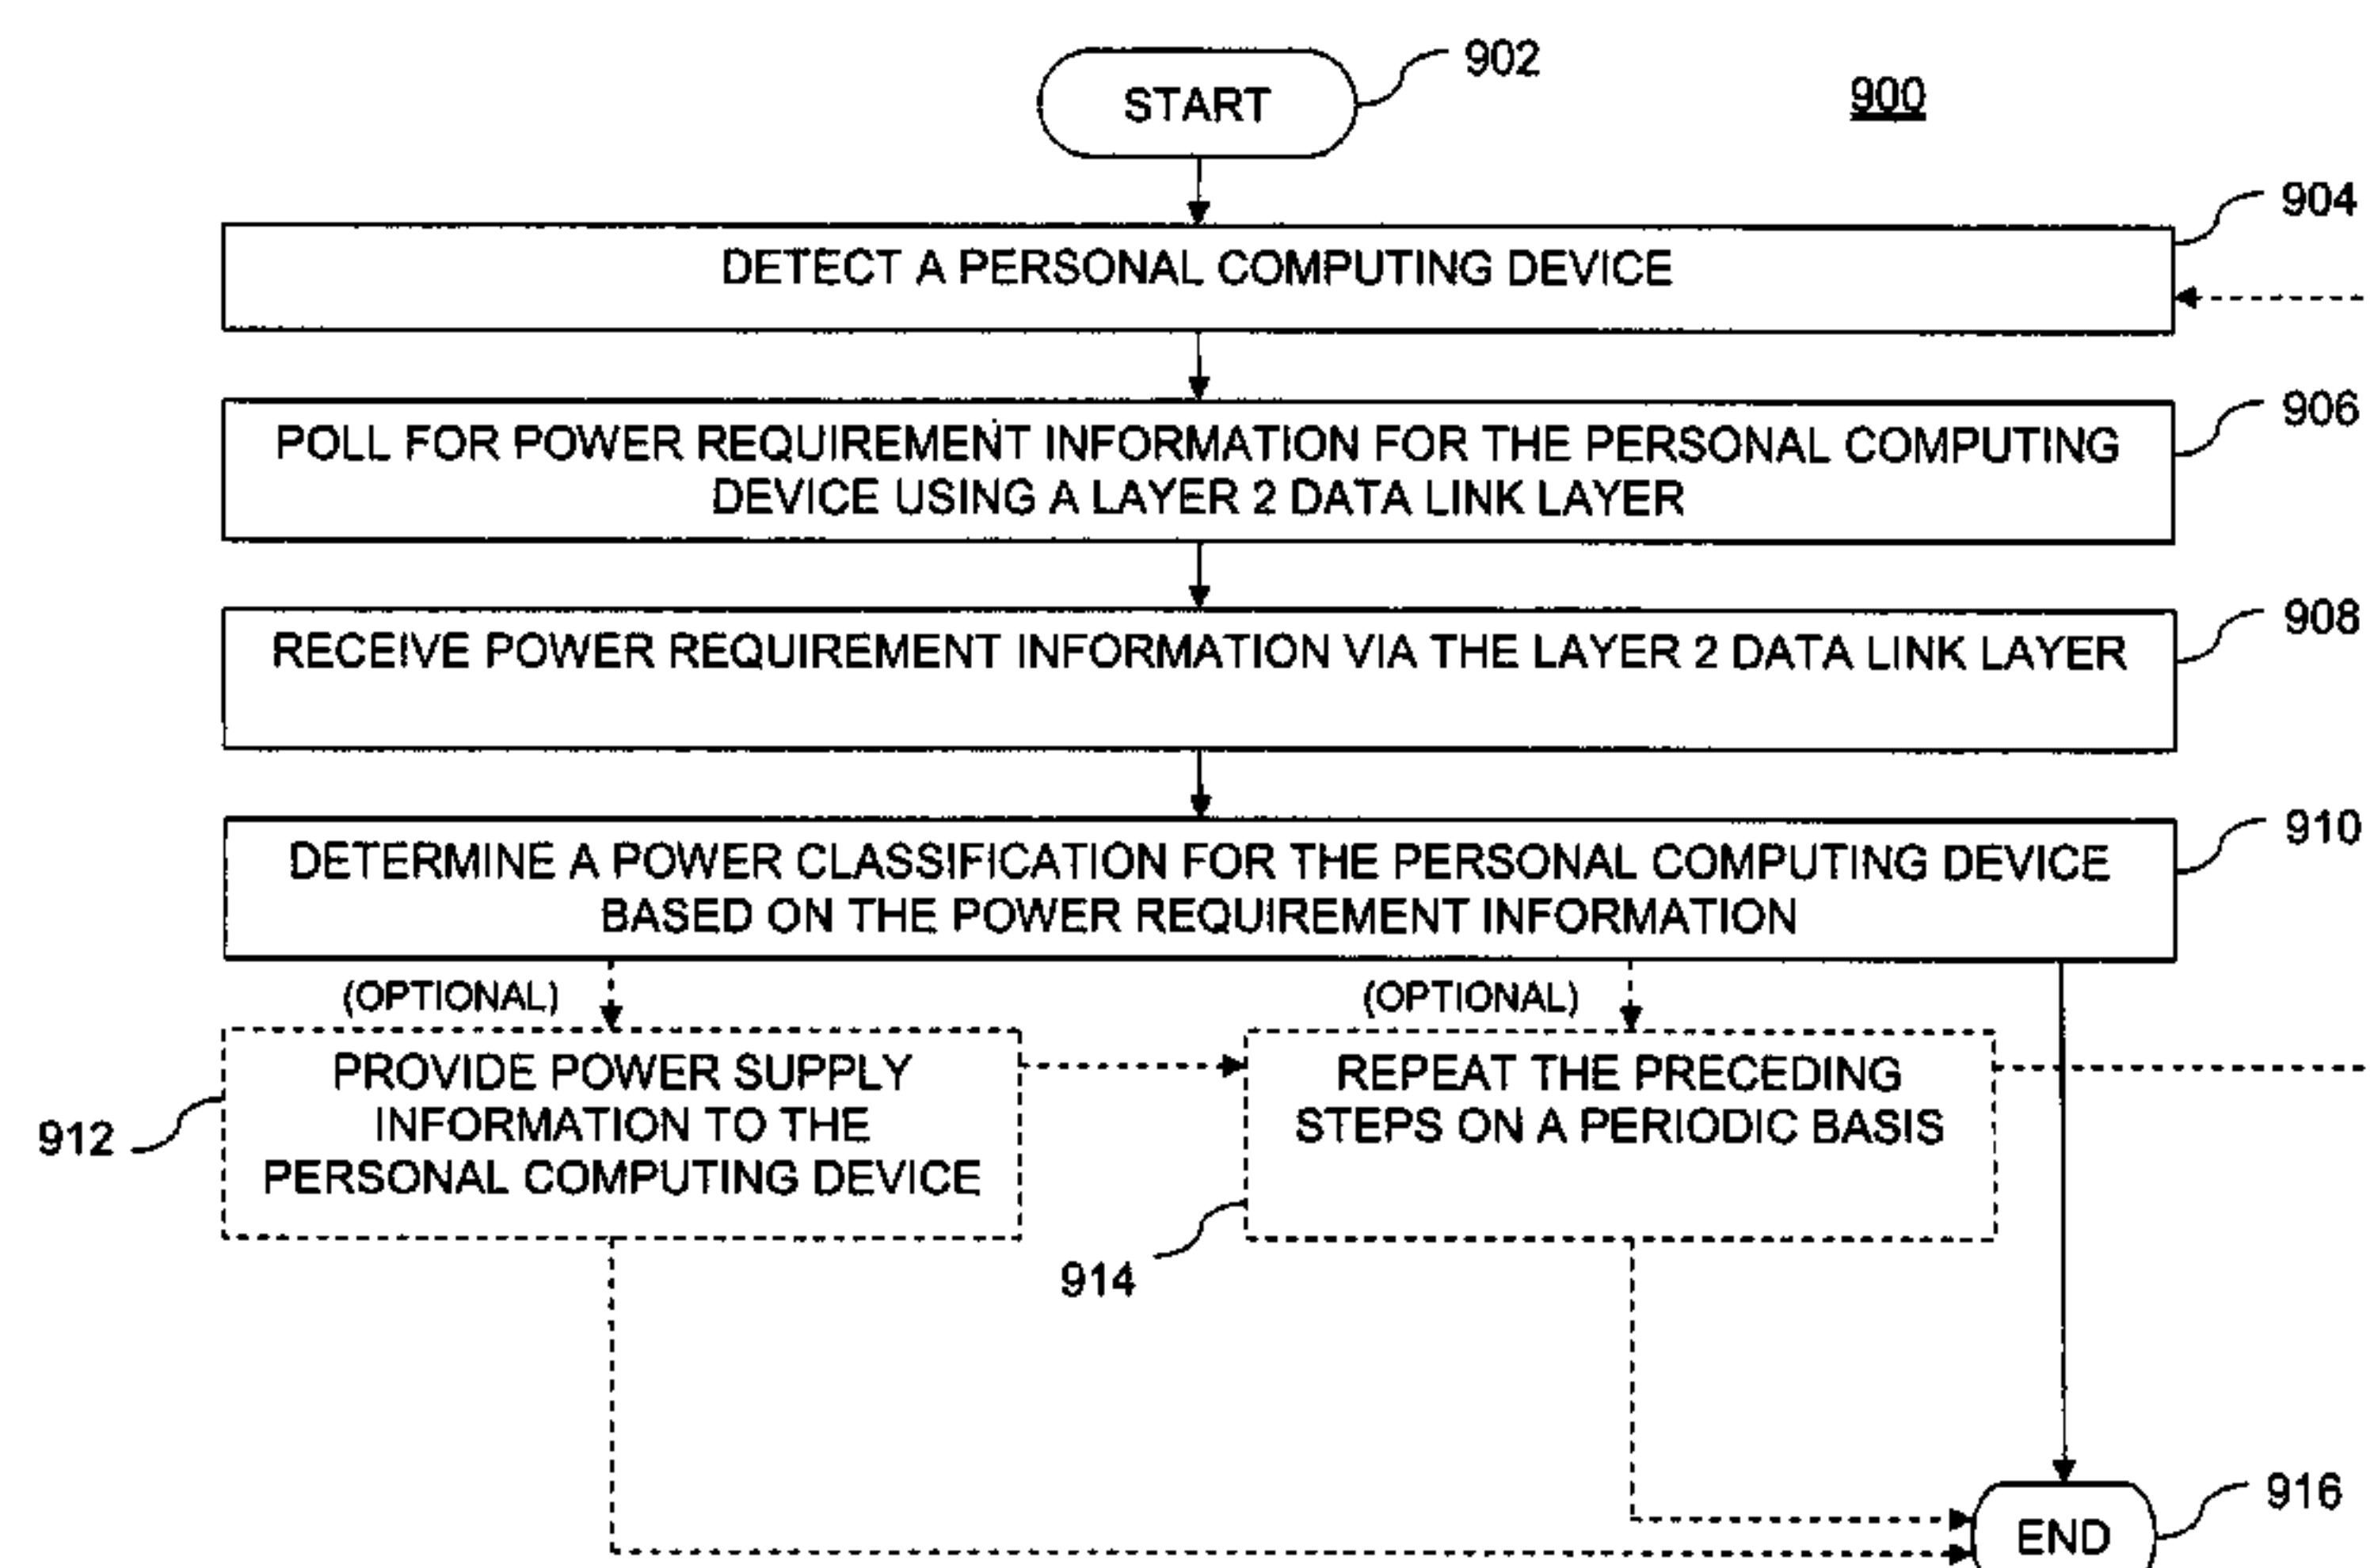 902
START
900
904
DETECT A PERSONAL COMPUTING DEVICE
906
POLL FOR POWER REQUIREMENT INFORMATION FOR THE PERSONAL COMPUTING
DEVICE USING A LAYER 2 DATA LINK LAYER
908
RECEIVE POWER REQUIREMENT INFORMATION VIA THE LAYER 2 DATA LINK LAYER
910
DETERMINE A POWER CLASSIFICATION FOR THE PERSONAL COMPUTING DEVICE
BASED ON THE POWER REQUIREMENT INFORMATION
(OPTIONAL)
(OPTIONAL)
912
PROVIDE POWER SUPPLY
INFORMATION TO THE
PERSONAL COMPUTING DEVICE
REPEAT THE PRECEDING
STEPS ON A PERIODIC BASIS
914
916
END